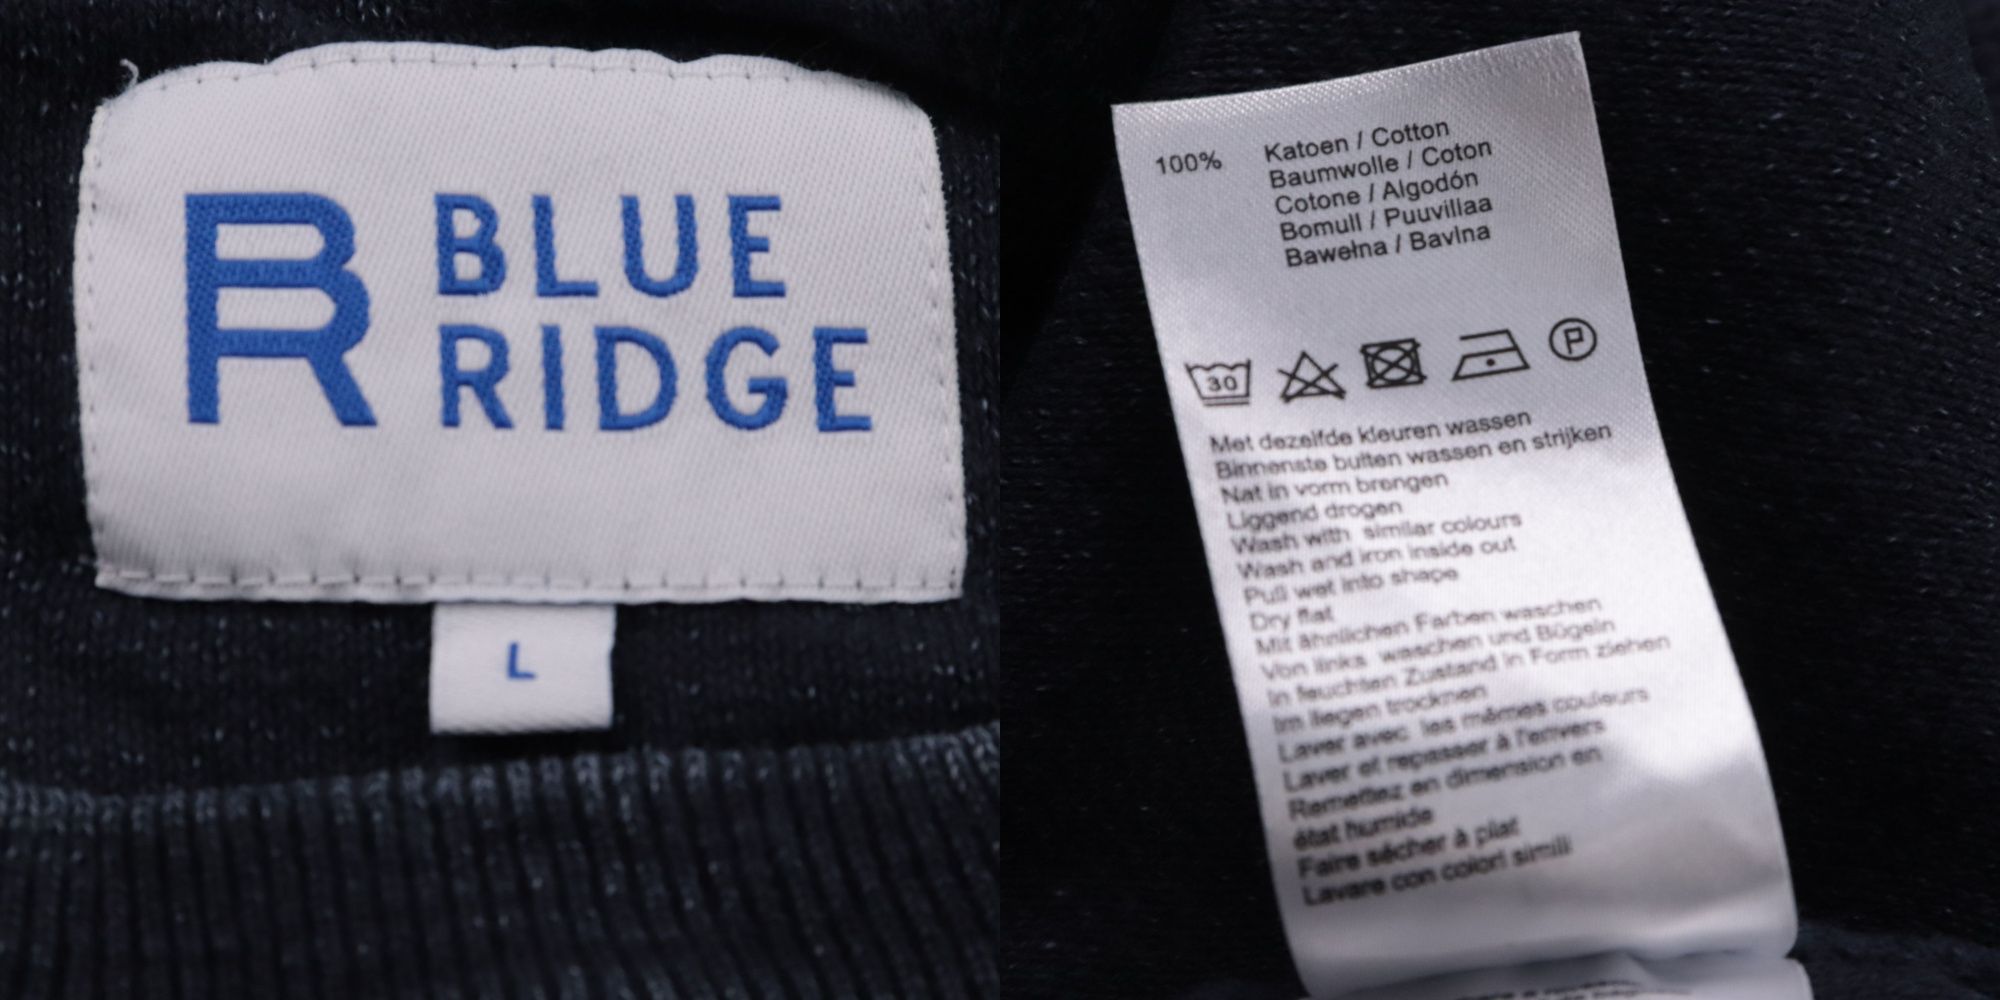 BLUE
RIDGE
L
100%
Katoen / Cotton
Baumwolle / Coton
Cotone / Algodón
Bomull / Puuvillaa
Bawełna / Bavlna
30
P
Met dezelfde kleuren wassen
Binnenste buiten wassen en strijken
Nat in vorm brengen
Liggend drogen
Wash with similar colours
Wash and iron inside out
Pull wet into shape
Dry flat
Mit ähnlichen Farben waschen
Von links waschen und Bügeln
In feuchten Zustand in Form ziehen
Im liegen trocknen
Laver avec les mêmes couleurs
Laver et repasser à l'envers
Remettez en dimension en
état humide
Faire sécher à plat
Lavare con colori simili